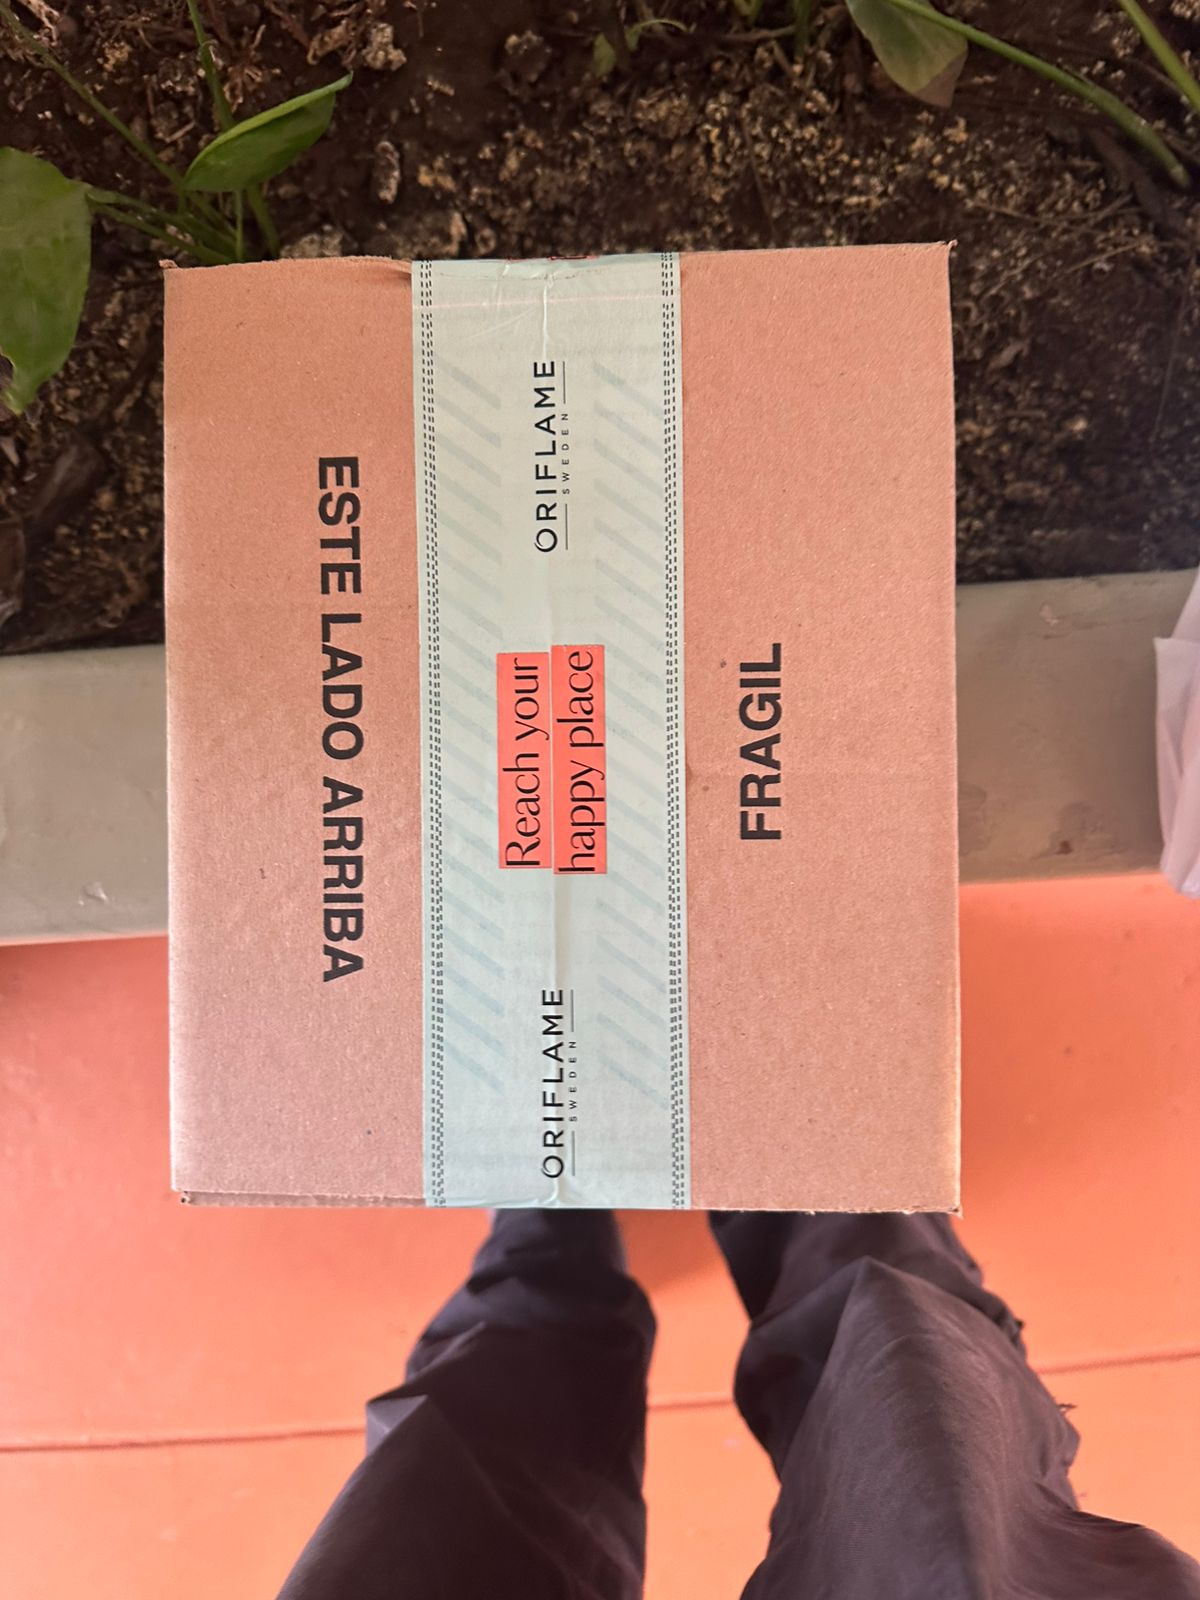 ESTE LADO ARRIBA
ORIFLAME
SWEDEN
Reach your
happy place
ORIFLAME
SWEDEN
FRAGIL